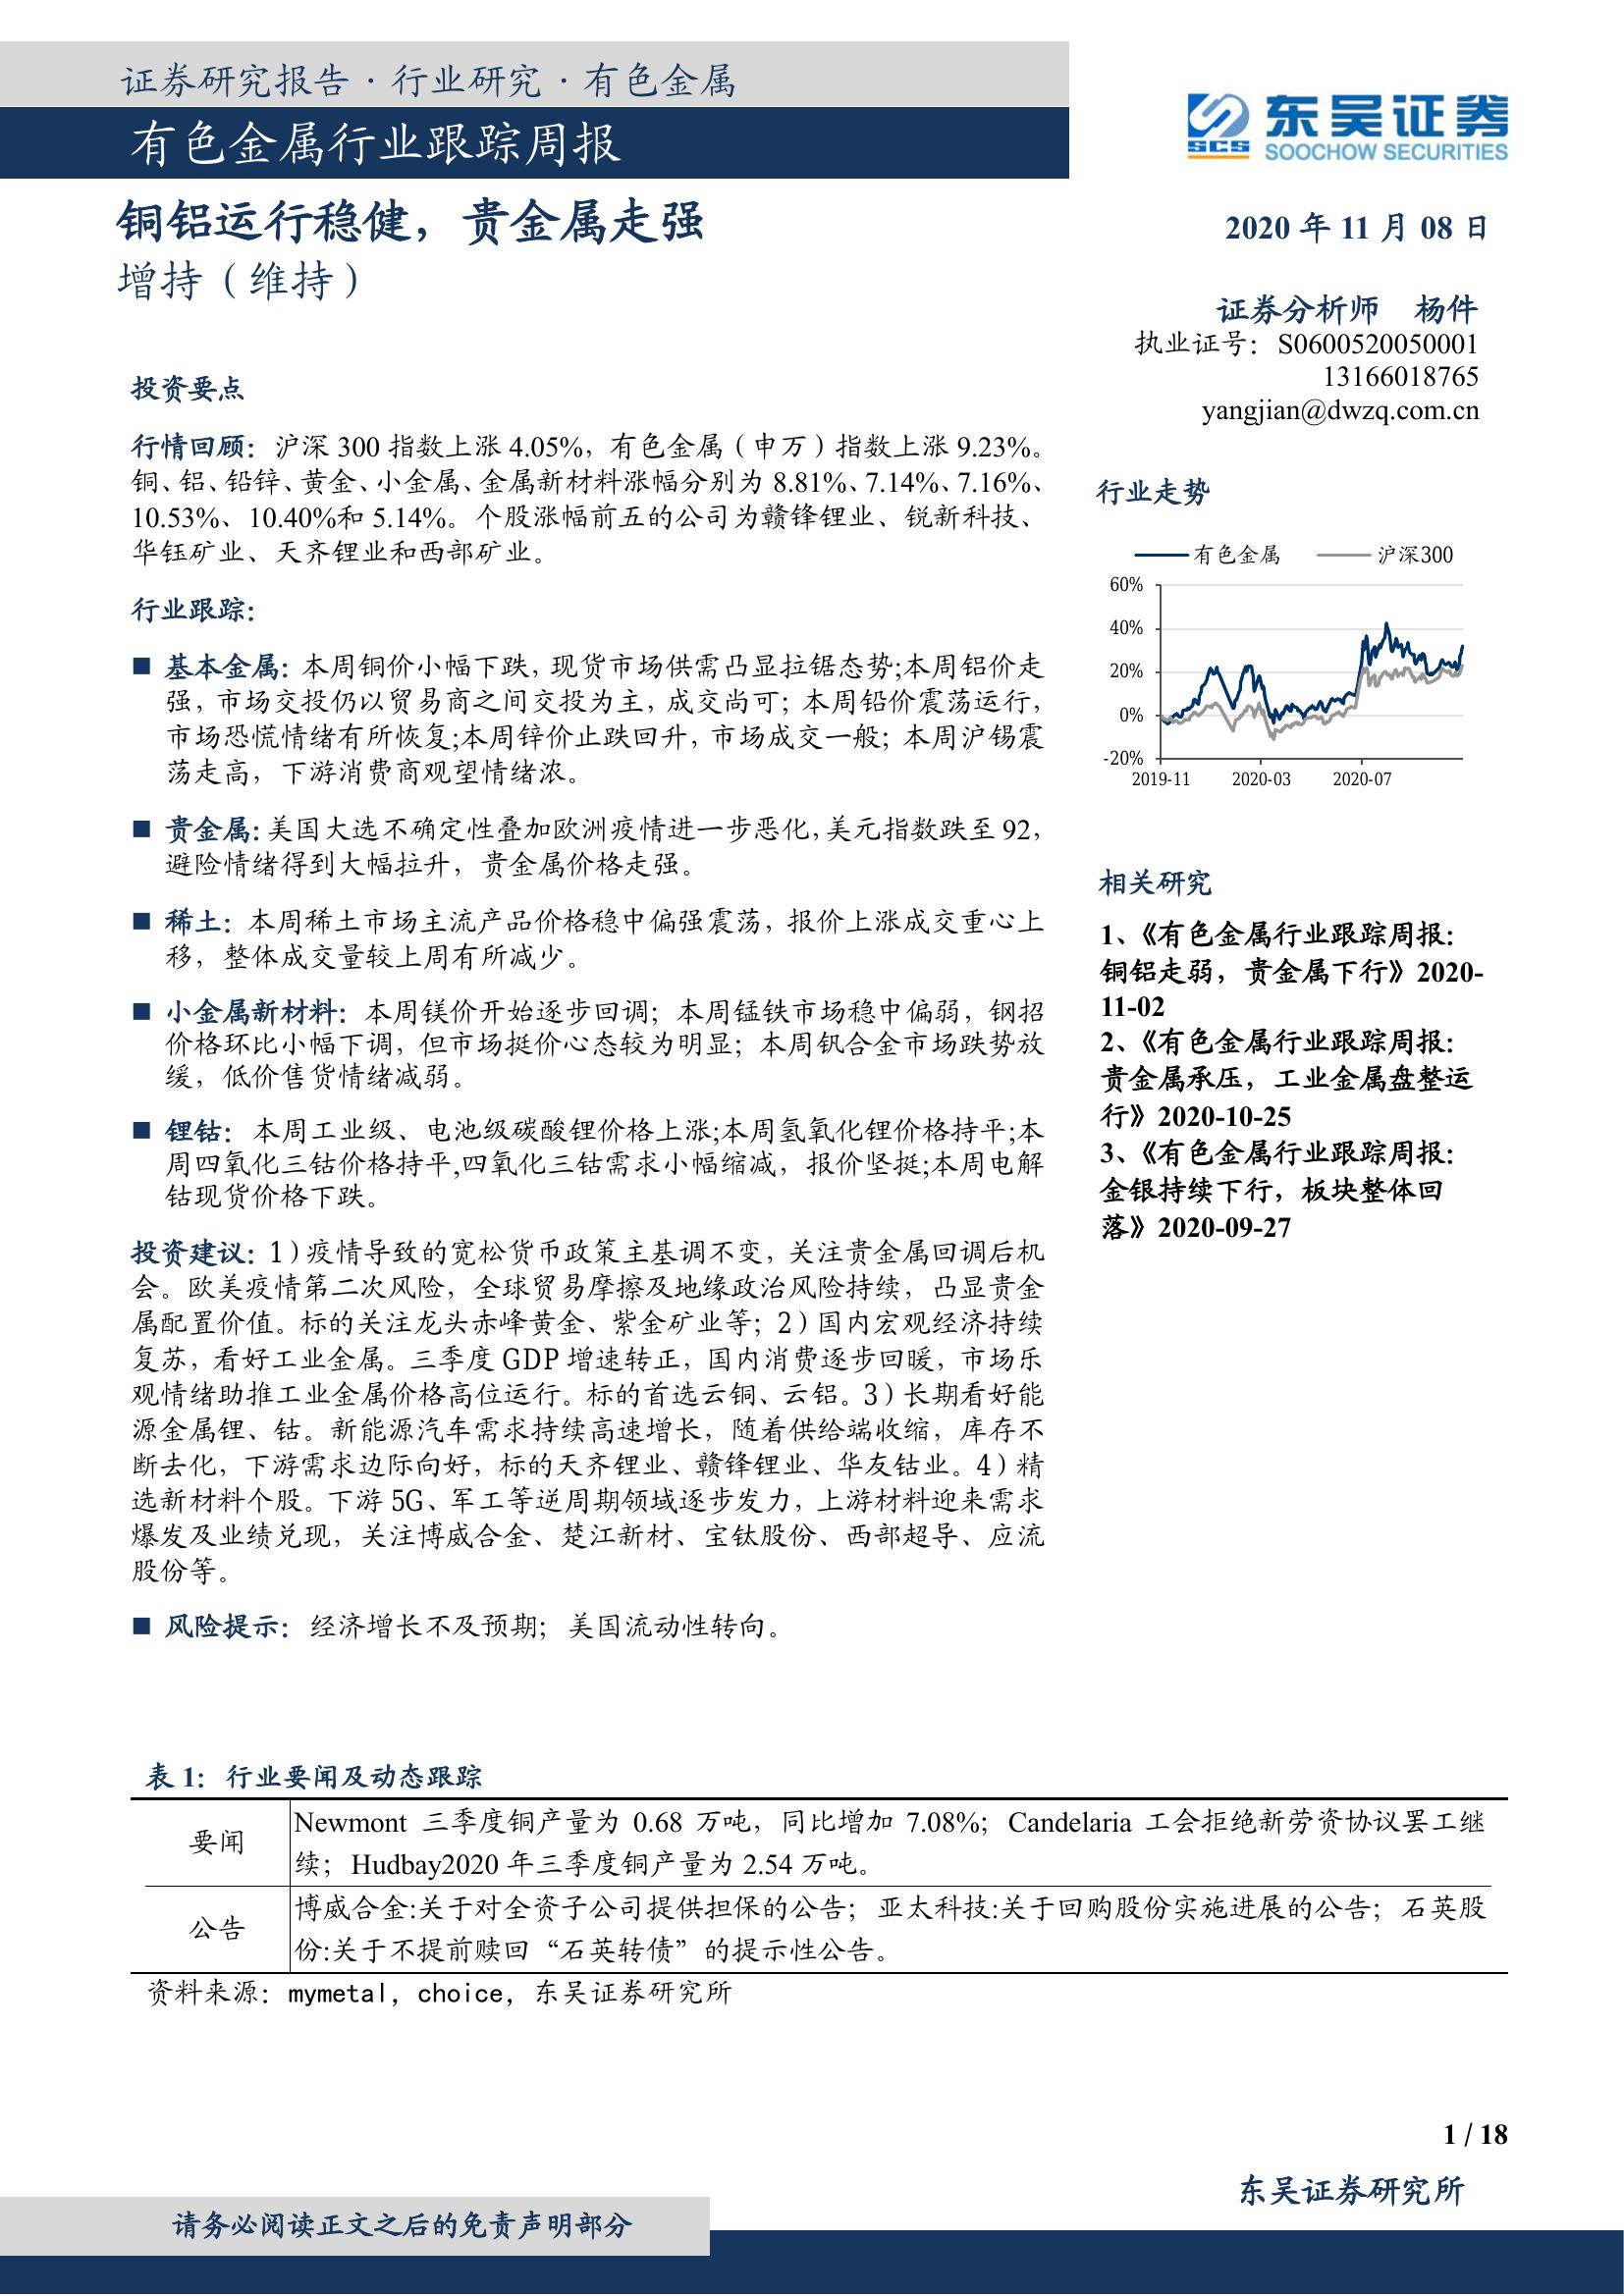 证券研究报告 · 行业研究 · 有色金属
有色金属行业跟踪周报
铜铝运行稳健，贵金属走强
增持（维持）
投资要点
行情回顾：沪深 300 指数上涨 4.05%，有色金属（申万）指数上涨 9.23%。
铜、铝、铅锌、黄金、小金属、金属新材料涨幅分别为 8.81%、7.14%、7.16%、
10.53%、10.40%和 5.14%。个股涨幅前五的公司为赣锋锂业、锐新科技、
华钰矿业、天齐锂业和西部矿业。
行业跟踪：
■ 基本金属：本周铜价小幅下跌，现货市场供需凸显拉锯态势;本周铝价走
强，市场交投仍以贸易商之间交投为主，成交尚可；本周铅价震荡运行，
市场恐慌情绪有所恢复;本周锌价止跌回升，市场成交一般；本周沪锡震
荡走高，下游消费商观望情绪浓。
■ 贵金属：美国大选不确定性叠加欧洲疫情进一步恶化，美元指数跌至 92，
避险情绪得到大幅拉升，贵金属价格走强。
■ 稀土：本周稀土市场主流产品价格稳中偏强震荡，报价上涨成交重心上
移，整体成交量较上周有所减少。
■ 小金属新材料：本周镁价开始逐步回调；本周锰铁市场稳中偏弱，钢招
价格环比小幅下调，但市场挺价心态较为明显；本周钒合金市场跌势放
缓，低价售货情绪减弱。
■ 锂钴：本周工业级、电池级碳酸锂价格上涨;本周氢氧化锂价格持平;本
周四氧化三钴价格持平,四氧化三钴需求小幅缩减，报价坚挺;本周电解
钴现货价格下跌。
投资建议：1）疫情导致的宽松货币政策主基调不变，关注贵金属回调后机
会。欧美疫情第二次风险，全球贸易摩擦及地缘政治风险持续，凸显贵金
属配置价值。标的关注龙头赤峰黄金、紫金矿业等；2）国内宏观经济持续
复苏，看好工业金属。三季度 GDP 增速转正，国内消费逐步回暖，市场乐
观情绪助推工业金属价格高位运行。标的首选云铜、云铝。3）长期看好能
源金属锂、钴。新能源汽车需求持续高速增长，随着供给端收缩，库存不
断去化，下游需求边际向好，标的天齐锂业、赣锋锂业、华友钴业。4）精
选新材料个股。下游 5G、军工等逆周期领域逐步发力，上游材料迎来需求
爆发及业绩兑现，关注博威合金、楚江新材、宝钛股份、西部超导、应流
股份等。
■ 风险提示：经济增长不及预期；美国流动性转向。
SCS 东吴证券
SOOCHOW SECURITIES
2020 年 11 月 08 日
证券分析师 杨件
执业证号：S0600520050001
13166018765
yangjian@dwzq.com.cn
行业走势
有色金属 沪深300
60%
40%
20%
0%
-20%
2019-11 2020-03 2020-07
相关研究
1、《有色金属行业跟踪周报：
铜铝走弱，贵金属下行》2020-
11-02
2、《有色金属行业跟踪周报：
贵金属承压，工业金属盘整运
行》2020-10-25
3、《有色金属行业跟踪周报：
金银持续下行，板块整体回
落》2020-09-27
表 1：行业要闻及动态跟踪
要闻
Newmont 三季度铜产量为 0.68 万吨，同比增加 7.08%；Candelaria 工会拒绝新劳资协议罢工继
续；Hudbay2020 年三季度铜产量为 2.54 万吨。
公告
博威合金:关于对全资子公司提供担保的公告；亚太科技:关于回购股份实施进展的公告；石英股
份:关于不提前赎回“石英转债”的提示性公告。
资料来源：mymetal，choice，东吴证券研究所
1 / 18
东吴证券研究所
请务必阅读正文之后的免责声明部分